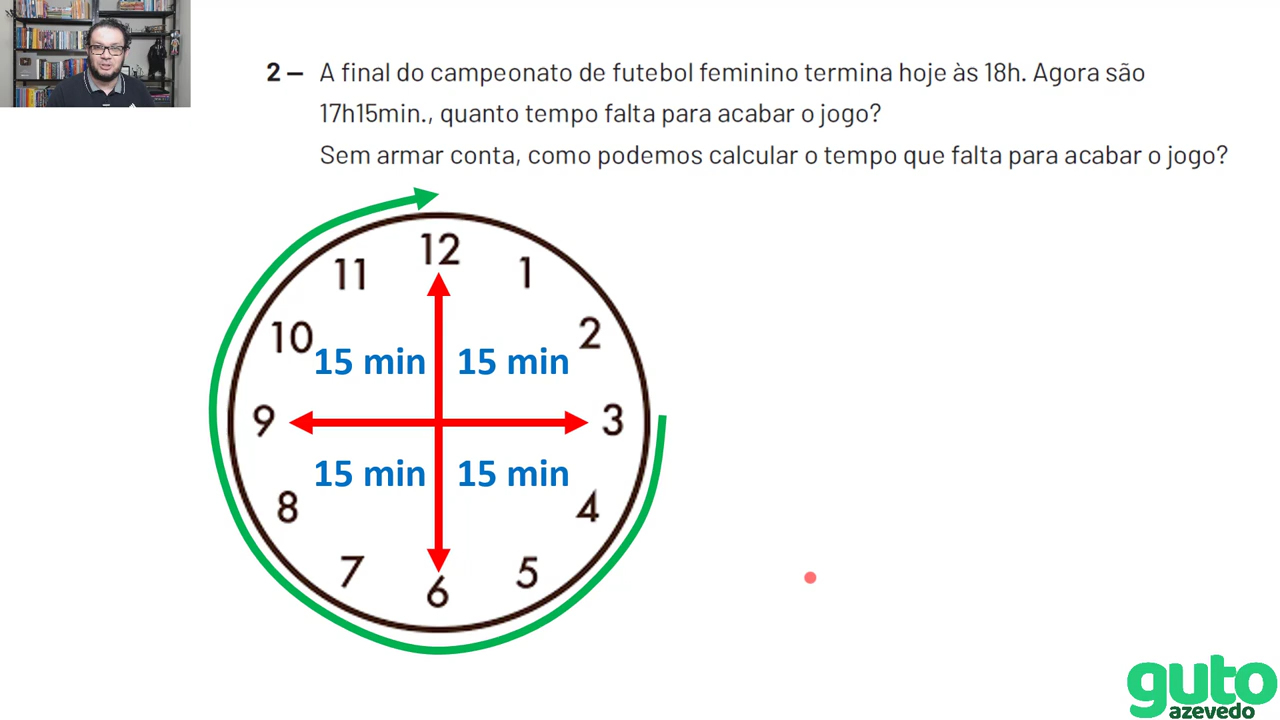 2 – A final do campeonato de futebol feminino termina hoje às 18h. Agora são
17h15min., quanto tempo falta para acabar o jogo?
Sem armar conta, como podemos calcular o tempo que falta para acabar o jogo?
12
11
1
10
2
15 min
15 min
9
3
15 min
15 min
8
4
7
5
6
guto
azevedo